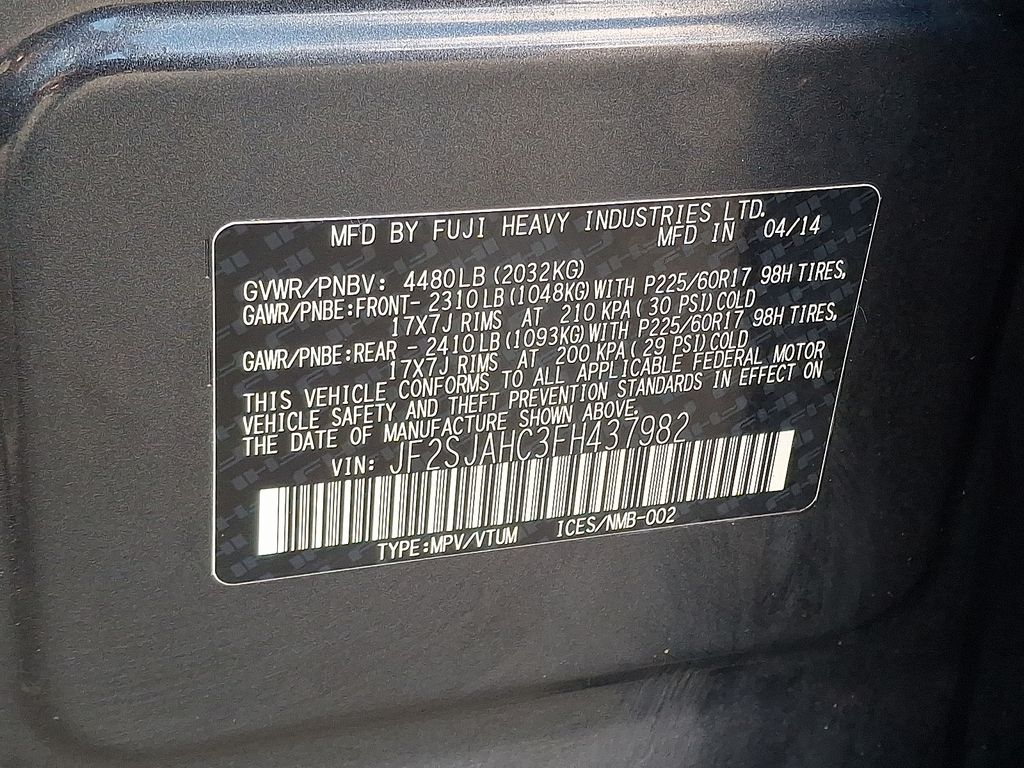 MFD BY FUJI HEAVY INDUSTRIES LTD.
MFD IN 04/14
GVWR/PNBV: 4480LB (2032KG)
GAWR/PNBE:FRONT- 2310LB (1048KG) WITH P225/60R17 98H TIRES,
17X7J RIMS AT 210 KPA ( 30 PSI) COLD
GAWR/PNBE:REAR - 2410LB (1093KG) WITH P225/60R17 98H TIRES,
17X7J RIMS AT 200 KPA ( 29 PSI) COLD
THIS VEHICLE CONFORMS TO ALL APPLICABLE FEDERAL MOTOR
VEHICLE SAFETY AND THEFT PREVENTION STANDARDS IN EFFECT ON
THE DATE OF MANUFACTURE SHOWN ABOVE.
VIN: JF2SJAHC3FH437982
TYPE:MPV/VTUM ICES/NMB-002